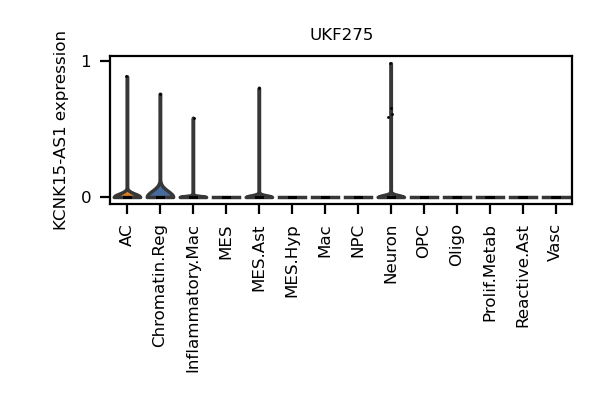 UKF275
KCNK15-AS1 expression
1
0
AC
Chromatin.Reg
Inflammatory.Mac
MES
MES.Ast
MES.Hyp
Mac
NPC
Neuron
OPC
Oligo
Prolif.Metab
Reactive.Ast
Vasc